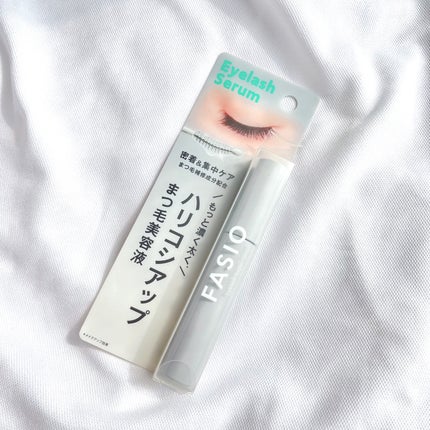 Eyelash
Serum
密着&集中ケア
まつ毛補修成分配合
もっと濃く太く、
ハリコシアップ
まつ毛美容液
FASIO